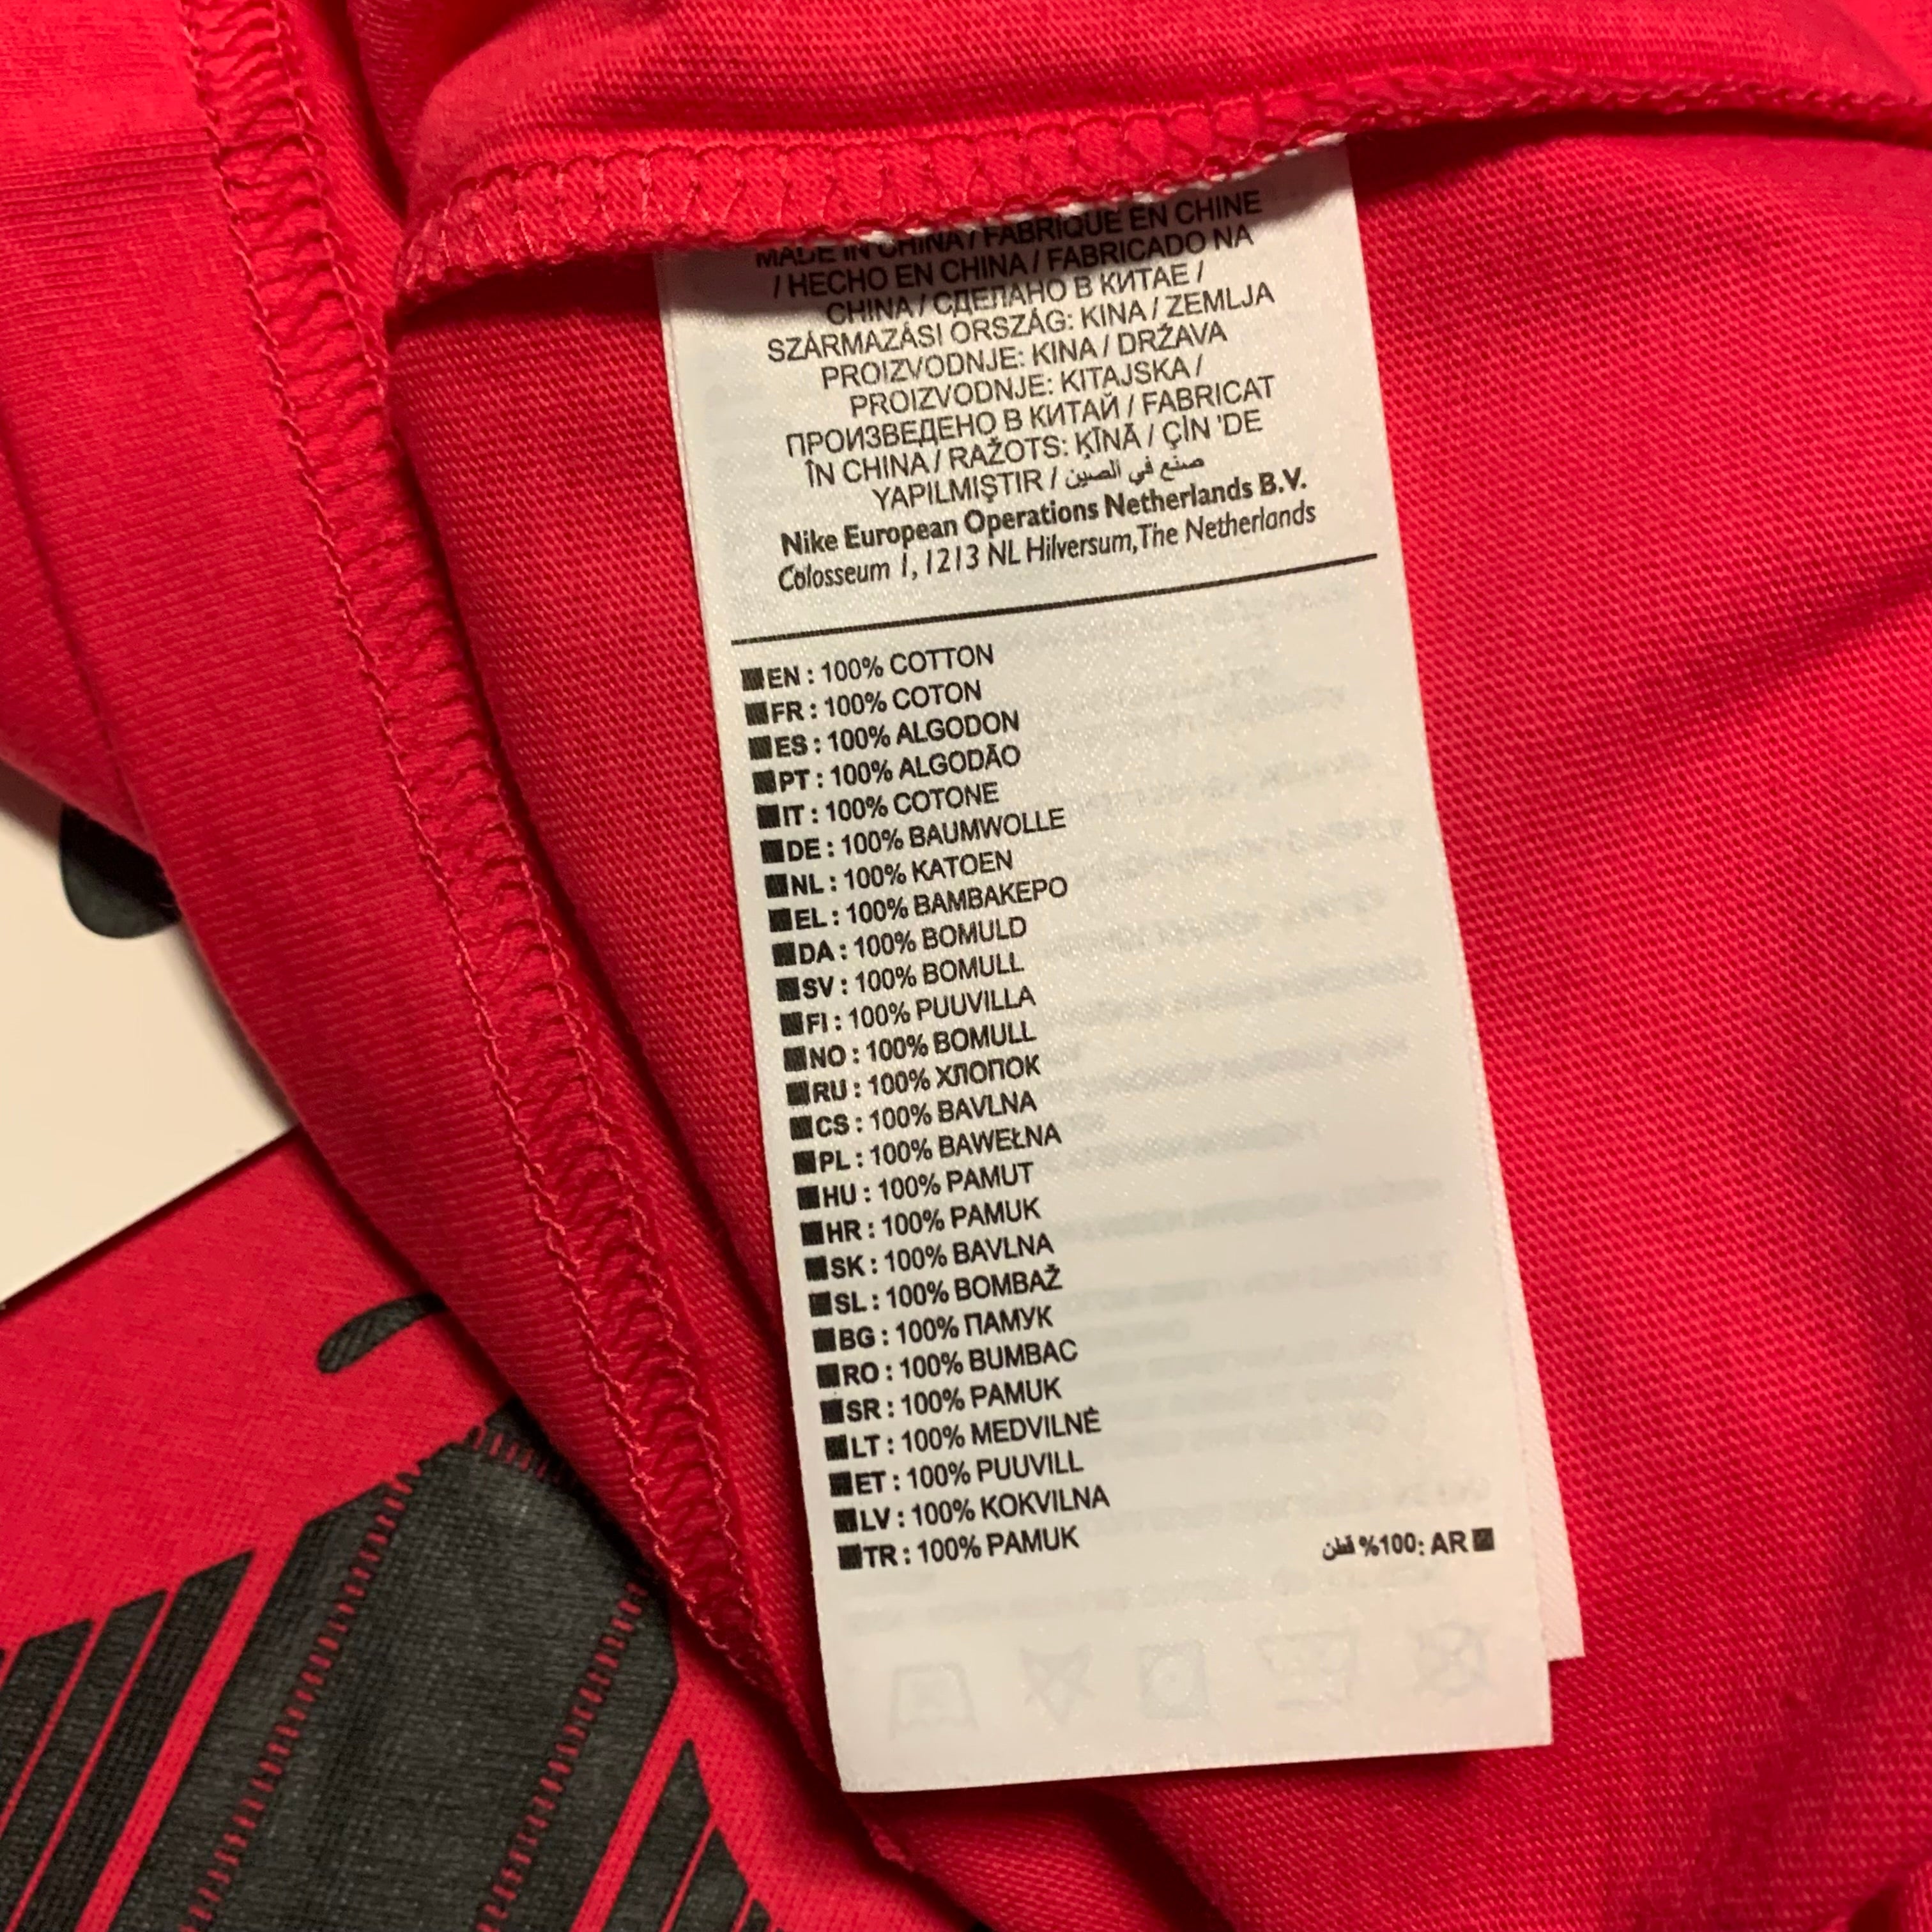 MADE IN CHINA / FABRIQUE EN CHINE
/ HECHO EN CHINA / FABRICADO NA
CHINA / СДЕЛАНО В КИТАЕ /
SZÁRMAZÁSI ORSZÁG: KINA / ZEMLJA
PROIZVODNJE: KINA / DRŽAVA
PROIZVODNJE: KITAJSKA /
ПРОИЗВЕДЕНО В КИТАЙ / FABRICAT
ÎN CHINA / RAŽOTS: ĶĪNĀ / ÇİN 'DE
YAPILMIŞTIR / صنع في الصين
Nike European Operations Netherlands B.V.
Colosseum 1, 1213 NL Hilversum, The Netherlands
EN : 100% COTTON
FR : 100% COTON
ES : 100% ALGODON
PT : 100% ALGODÃO
IT : 100% COTONE
DE : 100% BAUMWOLLE
NL : 100% KATOEN
EL : 100% ΒΑΜΒΑΚΕΡΟ
DA : 100% BOMULD
SV : 100% BOMULL
FI : 100% PUUVILLA
NO : 100% BOMULL
RU : 100% ХЛОПОК
CS : 100% BAVLNA
PL : 100% BAWEŁNA
HU : 100% PAMUT
HR : 100% PAMUK
SK : 100% BAVLNA
SL : 100% BOMBAŽ
BG : 100% ПАМУК
RO : 100% BUMBAC
SR : 100% PAMUK
LT : 100% MEDVILNĖ
ET : 100% PUUVILL
LV : 100% KOKVILNA
TR : 100% PAMUK
AR :100% قطن